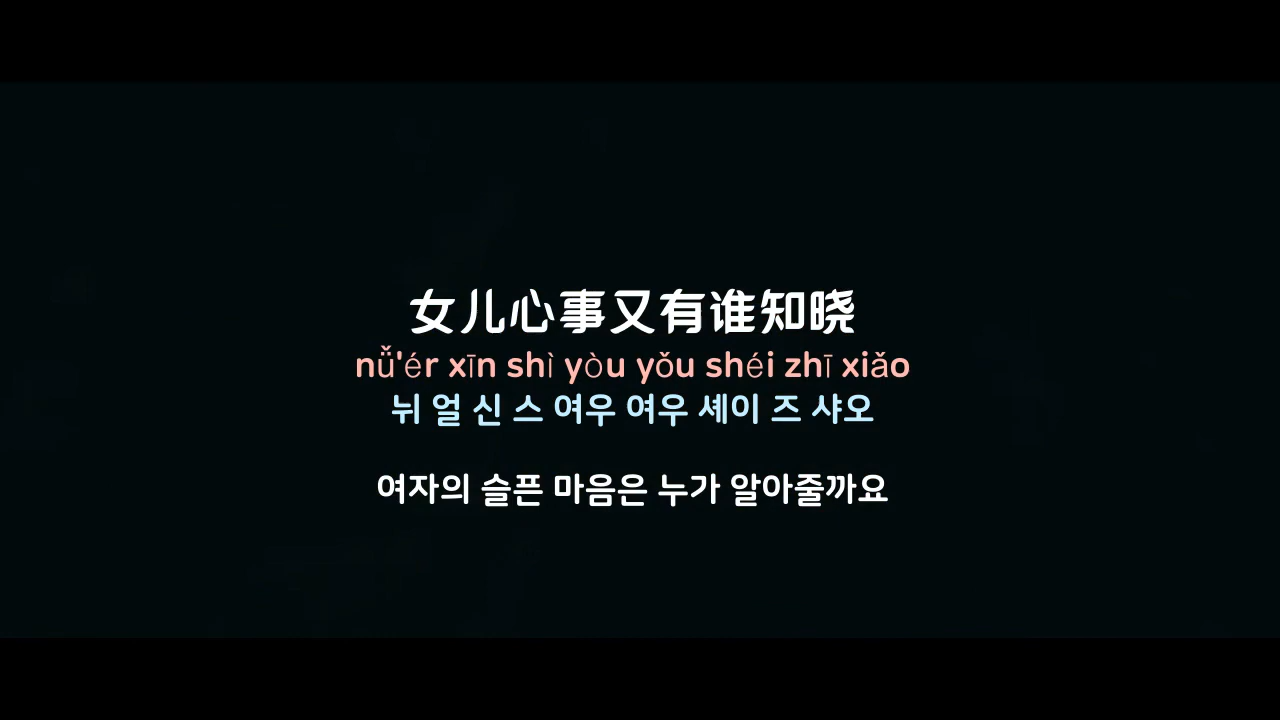 女儿心事又有谁知晓
nǚ'ér xīn shì yòu yǒu shéi zhī xiǎo
뉘 얼 신 스 여우 여우 셰이 즈 샤오
여자의 슬픈 마음은 누가 알아줄까요